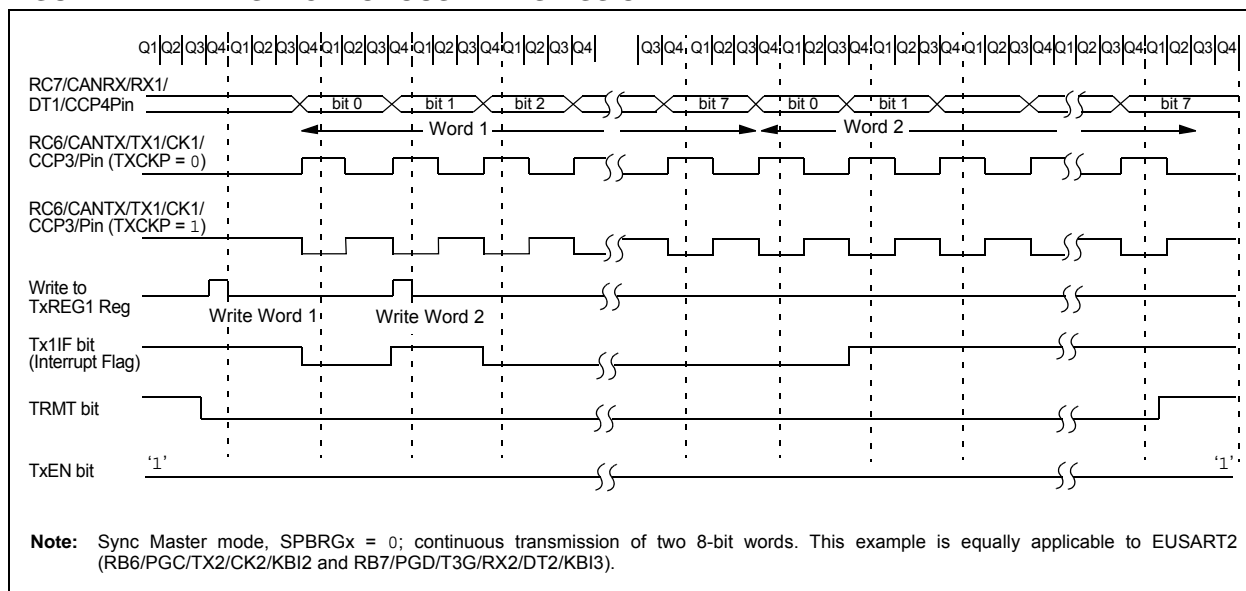 Q1 Q2 Q3 Q4 Q1 Q2 Q3 Q4 Q1 Q2 Q3 Q4 Q1 Q2 Q3 Q4 Q1 Q2 Q3 Q4 Q3 Q4 Q1 Q2 Q3 Q4 Q1 Q2 Q3 Q4 Q1 Q2 Q3 Q4 Q1 Q2 Q3 Q4 Q1 Q2 Q3 Q4 Q1 Q2 Q3 Q4
RC7/CANRX/RX1/
DT1/CCP4Pin
bit 0 bit 1 bit 2 bit 7 bit 0 bit 1 bit 7
Word 1 Word 2
RC6/CANTX/TX1/CK1/
CCP3/Pin (TXCKP = 0)
RC6/CANTX/TX1/CK1/
CCP3/Pin (TXCKP = 1)
Write to
TxREG1 Reg
Write Word 1 Write Word 2
Tx1IF bit
(Interrupt Flag)
TRMT bit
TxEN bit
‘1’ ‘1’
Note: Sync Master mode, SPBRGx = 0; continuous transmission of two 8-bit words. This example is equally applicable to EUSART2
(RB6/PGC/TX2/CK2/KBI2 and RB7/PGD/T3G/RX2/DT2/KBI3).